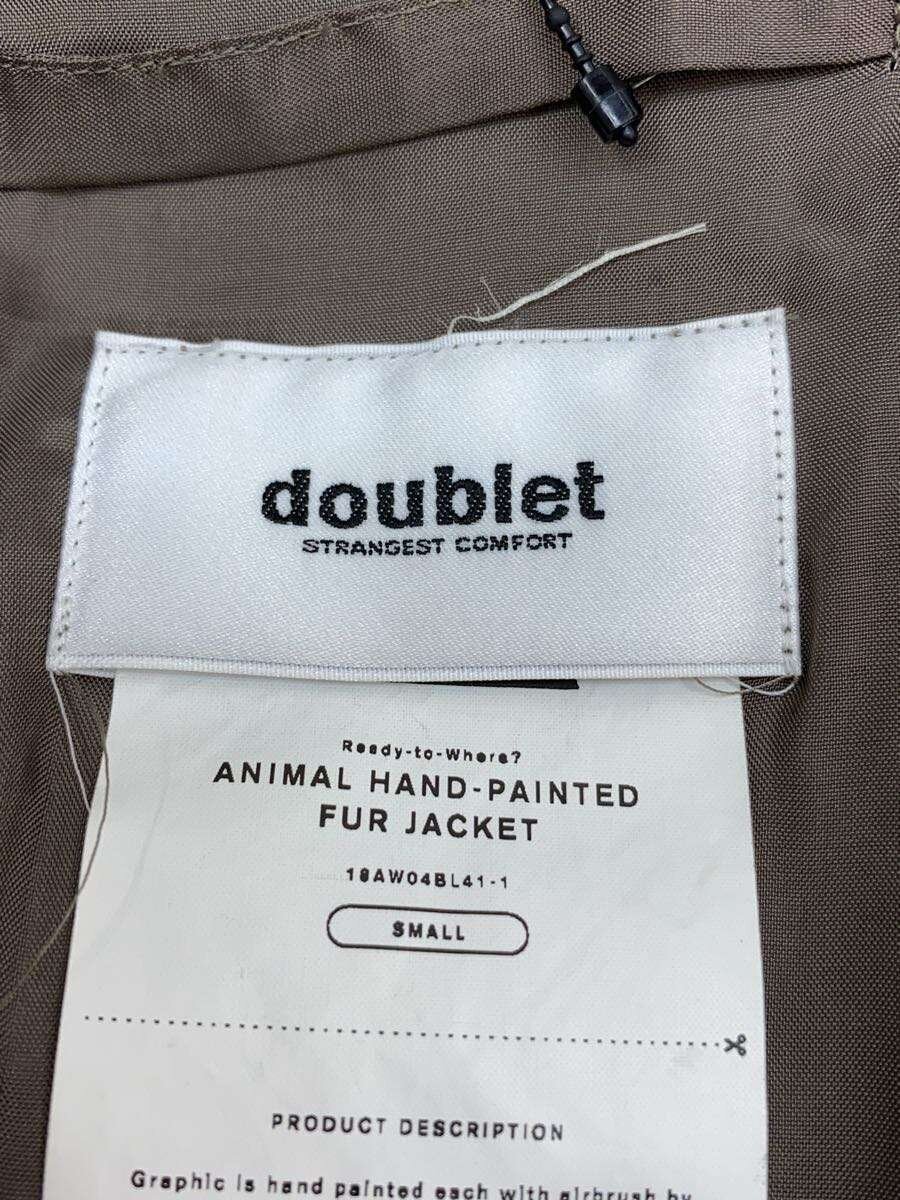 doublet
STRANGEST COMFORT
Ready-to-Where?
ANIMAL HAND-PAINTED
FUR JACKET
18AW04BL41-1
SMALL
PRODUCT DESCRIPTION
Graphic is hand painted each with airbrush by